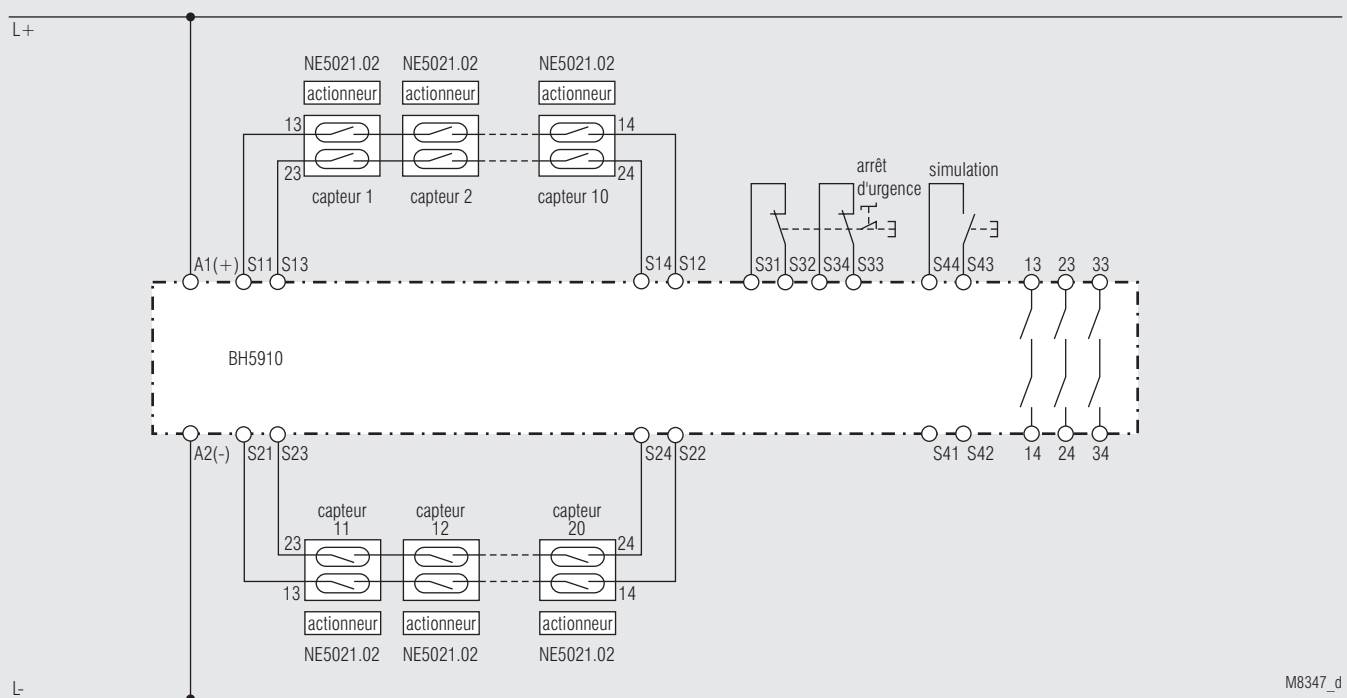 L+
NE5021.02 NE5021.02 NE5021.02
actionneur actionneur actionneur
13 14
23 24
capteur 1 capteur 2 capteur 10
arrêt
d'urgence
simulation
A1(+) S11 S13 S14 S12 S31 S32 S34 S33 S44 S43 13 23 33
BH5910
A2(-) S21 S23 S24 S22 S41 S42 14 24 34
capteur
11
capteur
12
capteur
20
23 24
13 14
actionneur actionneur actionneur
NE5021.02 NE5021.02 NE5021.02
L-
M8347_d